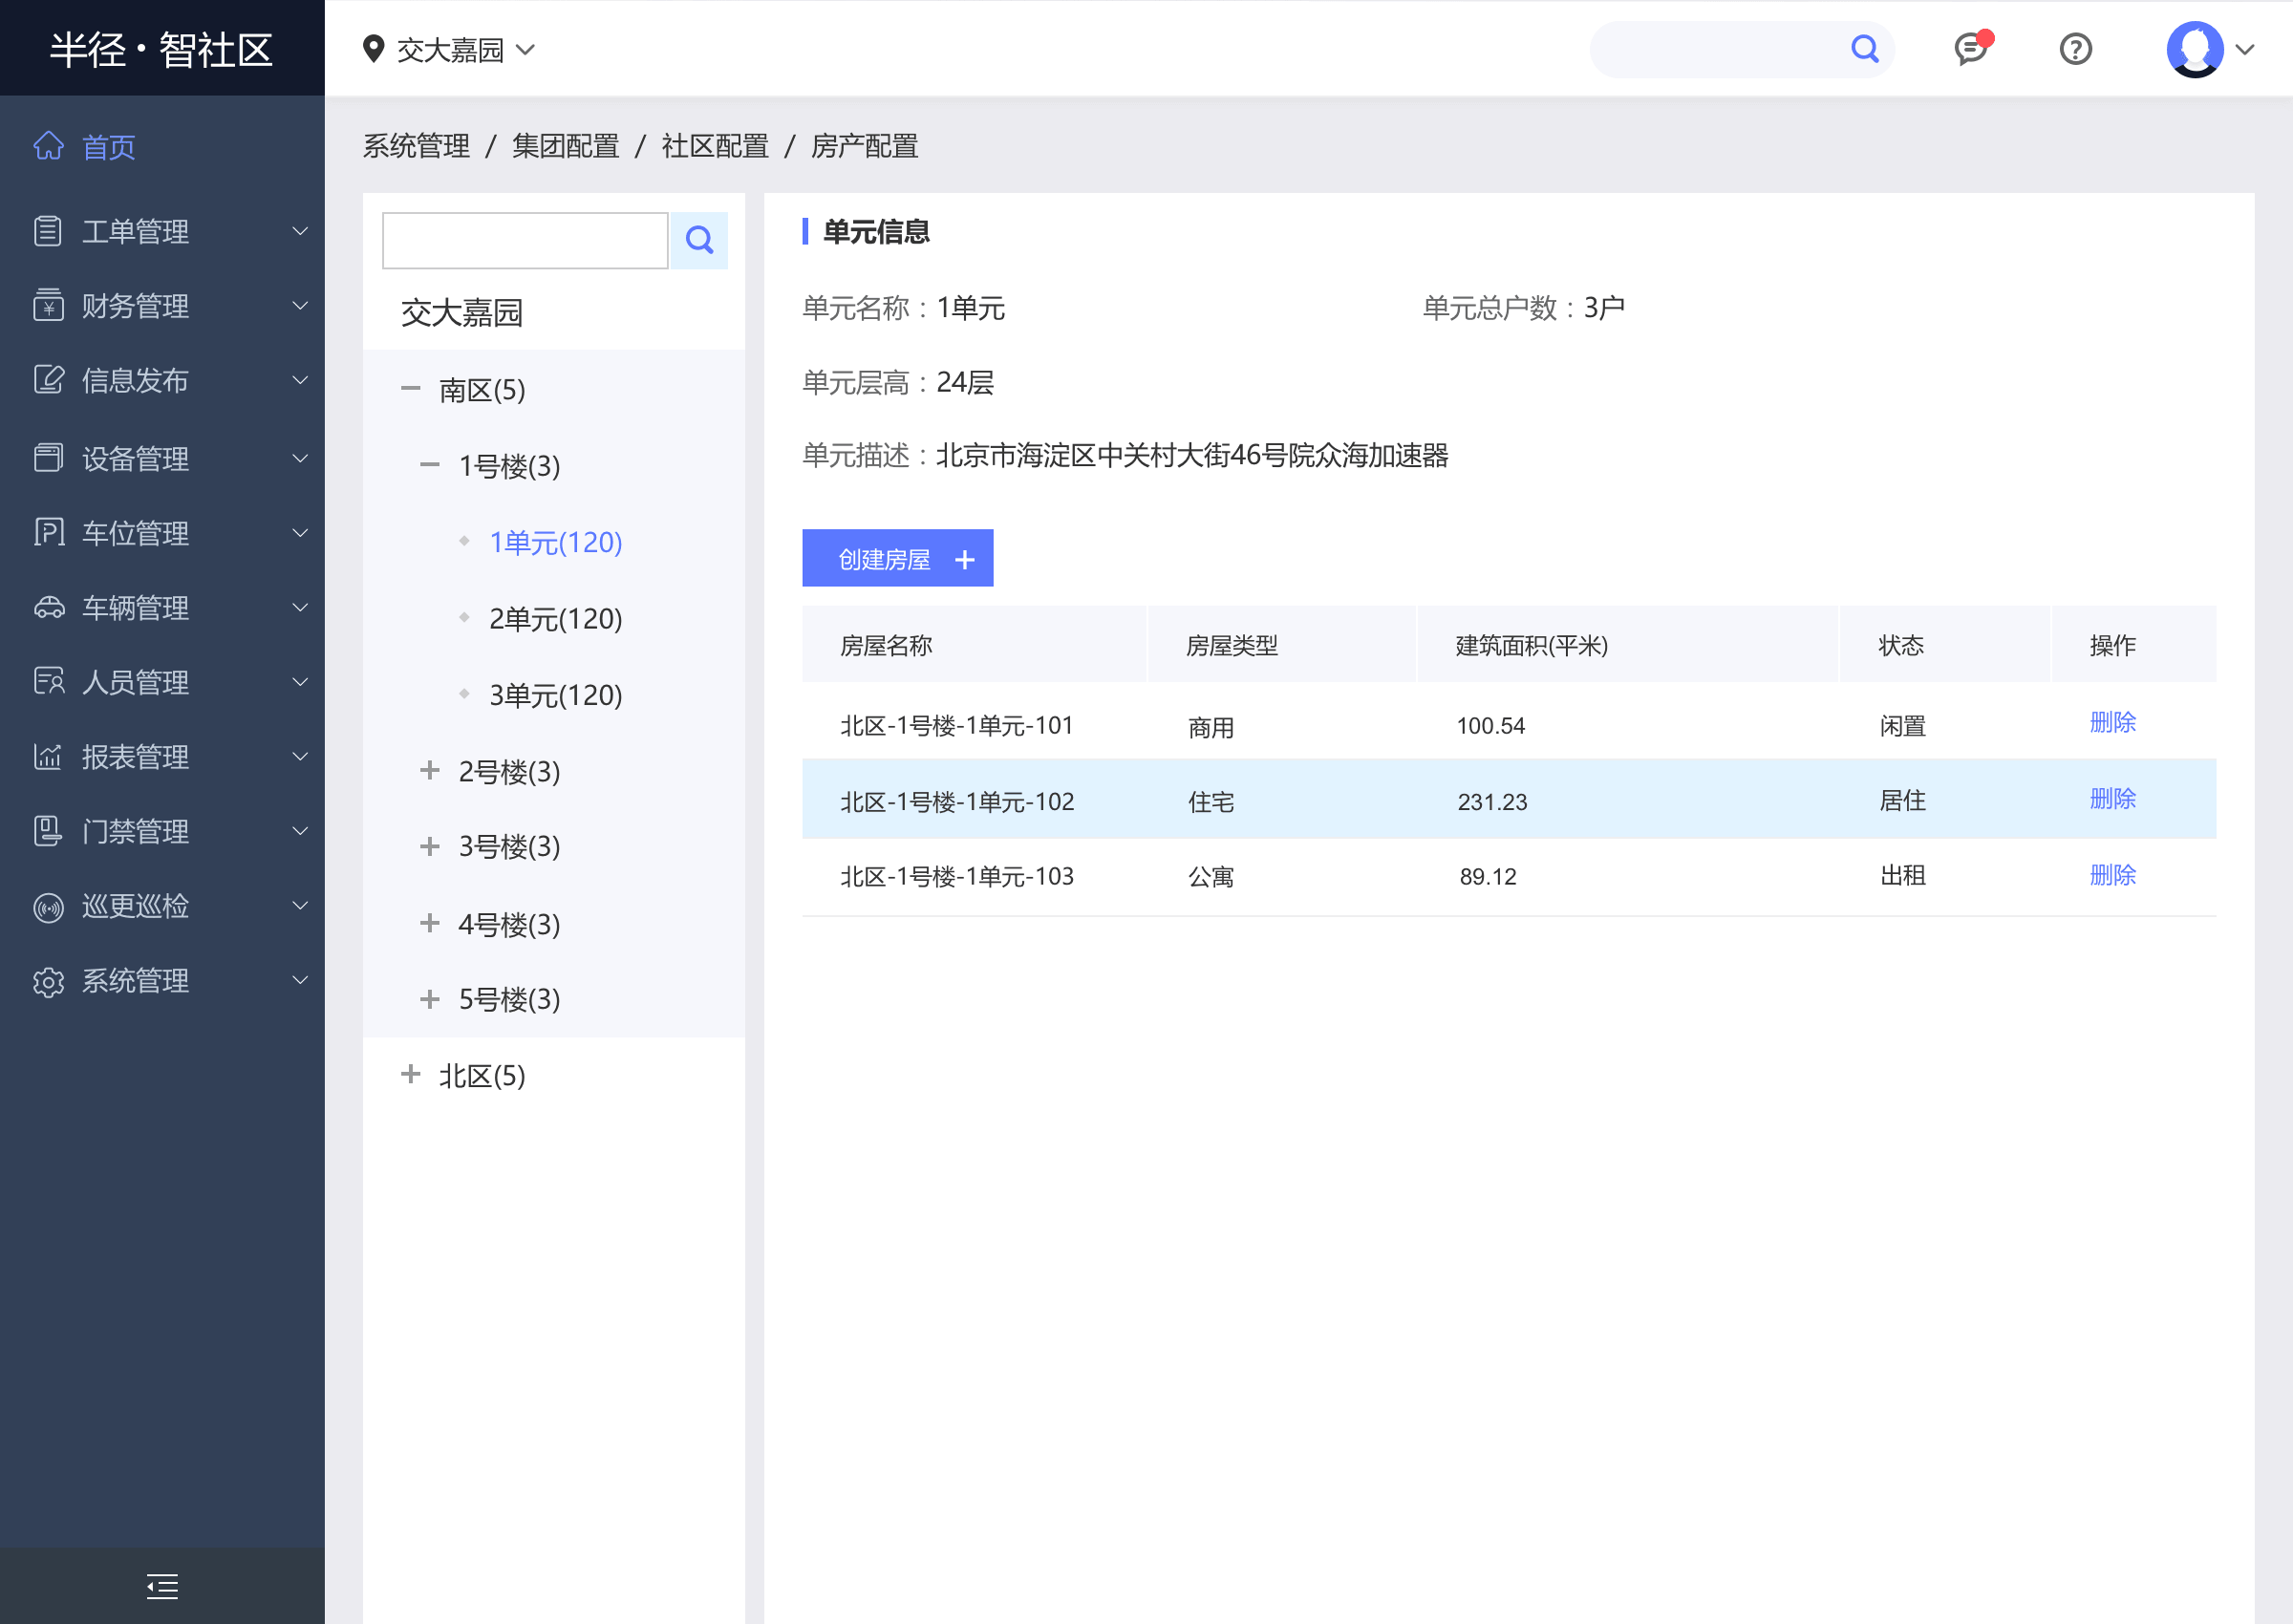 半径·智社区
交大嘉园
首页
工单管理
财务管理
信息发布
设备管理
车位管理
车辆管理
人员管理
报表管理
门禁管理
巡更巡检
系统管理
系统管理 / 集团配置 / 社区配置 / 房产配置
交大嘉园
南区(5)
1号楼(3)
1单元(120)
2单元(120)
3单元(120)
2号楼(3)
3号楼(3)
4号楼(3)
5号楼(3)
北区(5)
单元信息
单元名称：1单元 单元总户数：3户
单元层高：24层
单元描述：北京市海淀区中关村大街46号院众海加速器
创建房屋 +
房屋名称 房屋类型 建筑面积(平米) 状态 操作
北区-1号楼-1单元-101 商用 100.54 闲置 删除
北区-1号楼-1单元-102 住宅 231.23 居住 删除
北区-1号楼-1单元-103 公寓 89.12 出租 删除